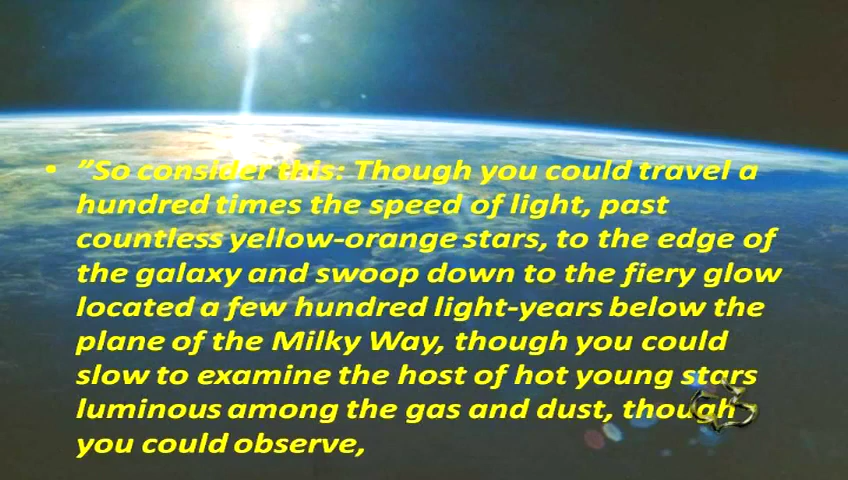 • "So consider this: Though you could travel a
hundred times the speed of light, past
countless yellow-orange stars, to the edge of
the galaxy and swoop down to the fiery glow
located a few hundred light-years below the
plane of the Milky Way, though you could
slow to examine the host of hot young stars
luminous among the gas and dust, though
you could observe,